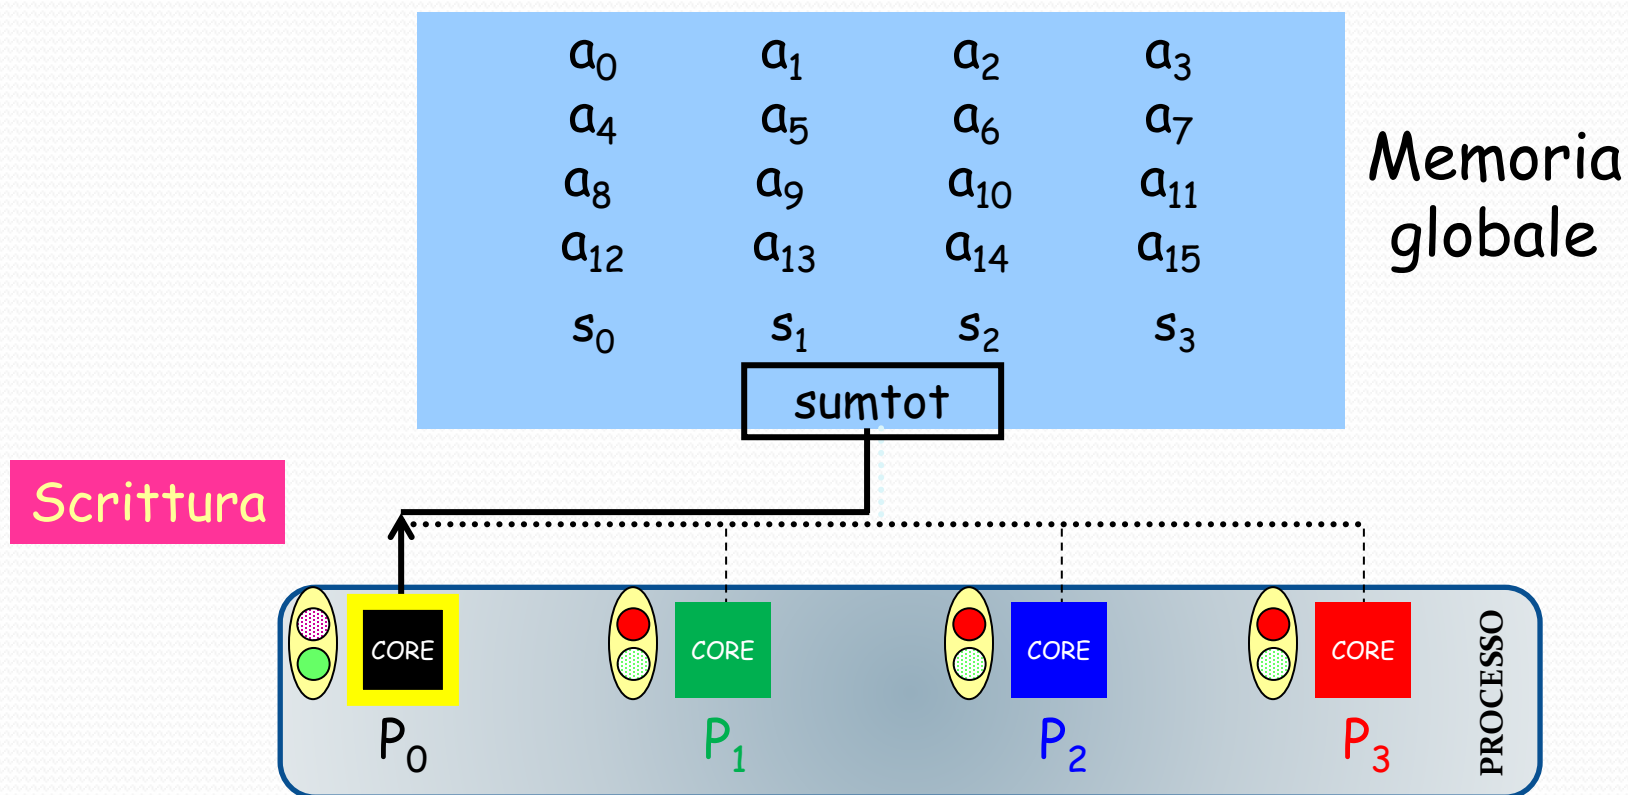 a₀ a₁ a₂ a₃
a₄ a₅ a₆ a₇
a₈ a₉ a₁₀ a₁₁
a₁₂ a₁₃ a₁₄ a₁₅
s₀ s₁ s₂ s₃
sumtot
Memoria
globale
Scrittura
CORE CORE CORE CORE
P₀ P₁ P₂ P₃
PROCESSO